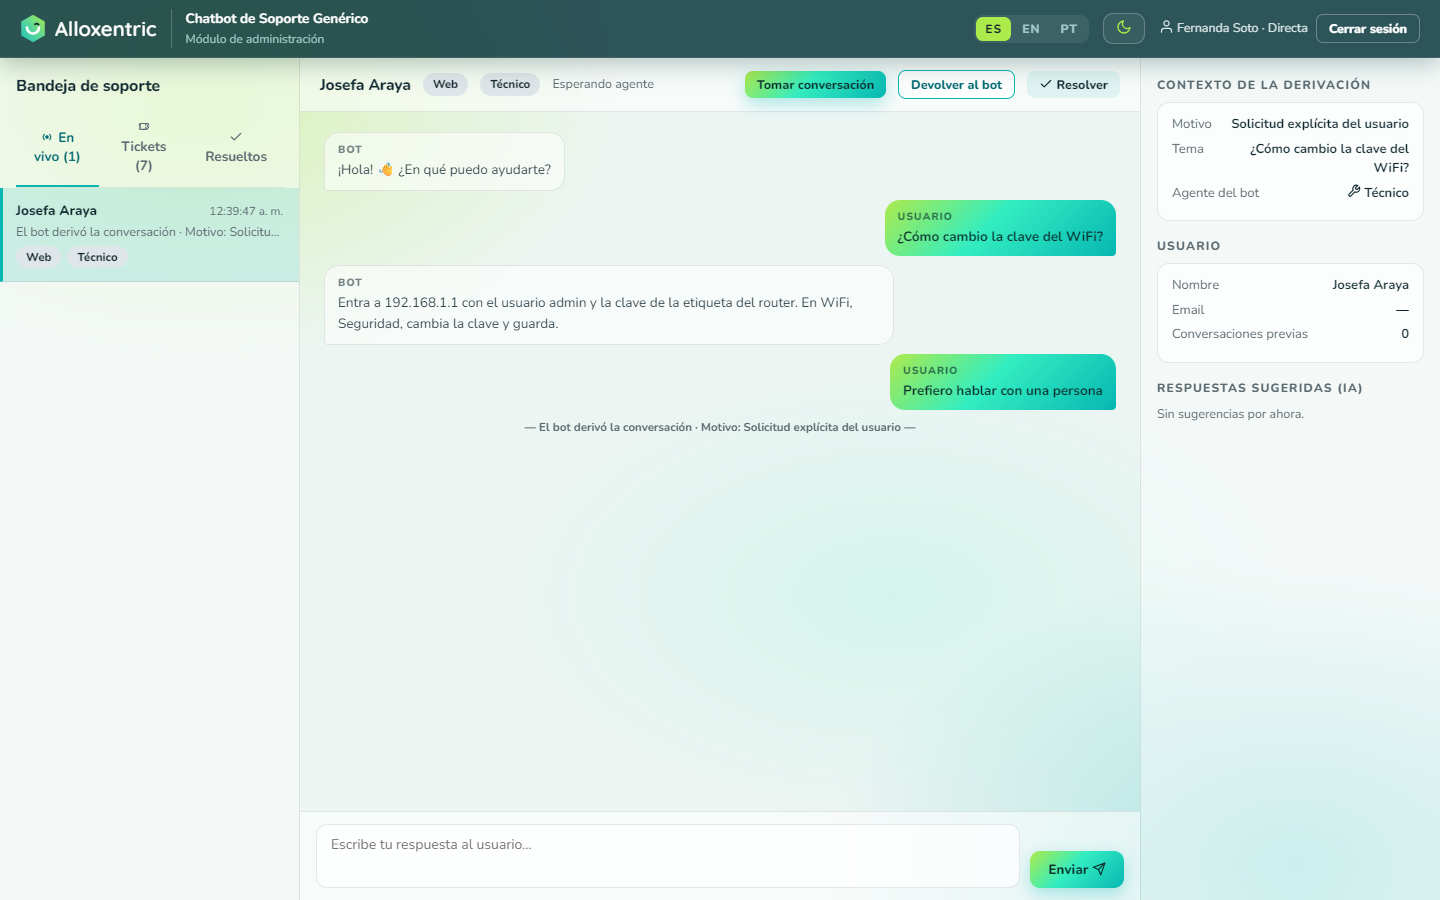 Alloxentric
Chatbot de Soporte Genérico
Módulo de administración
ES EN PT
Fernanda Soto · Directa
Cerrar sesión
Bandeja de soporte
En vivo (1)
Tickets (7)
Resueltos
Josefa Araya 12:39:47 a. m.
El bot derivó la conversación · Motivo: Solicitu...
Web Técnico
Josefa Araya Web Técnico Esperando agente
Tomar conversación
Devolver al bot
Resolver
BOT
¡Hola! 👋 ¿En qué puedo ayudarte?
USUARIO
¿Cómo cambio la clave del WiFi?
BOT
Entra a 192.168.1.1 con el usuario admin y la clave de la etiqueta del router. En WiFi,
Seguridad, cambia la clave y guarda.
USUARIO
Prefiero hablar con una persona
— El bot derivó la conversación · Motivo: Solicitud explícita del usuario —
Escribe tu respuesta al usuario...
Enviar
CONTEXTO DE LA DERIVACIÓN
Motivo Solicitud explícita del usuario
Tema ¿Cómo cambio la clave del
WiFi?
Agente del bot Técnico
USUARIO
Nombre Josefa Araya
Email —
Conversaciones previas 0
RESPUESTAS SUGERIDAS (IA)
Sin sugerencias por ahora.